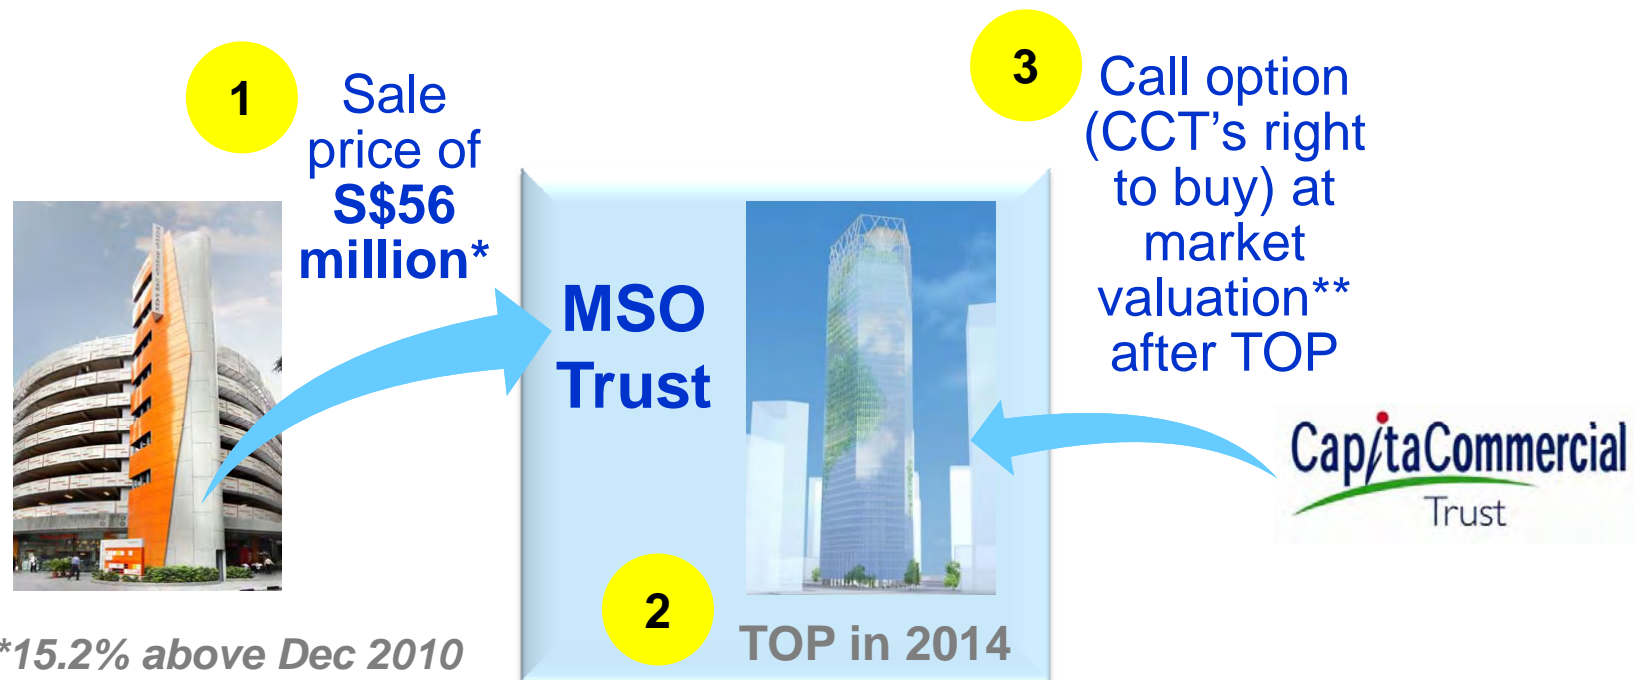 1
Sale
price of
S$56
million*
MSO
Trust
2
TOP in 2014
3
Call option
(CCT’s right
to buy) at
market
valuation**
after TOP
CapitaCommercial
Trust
*15.2% above Dec 2010